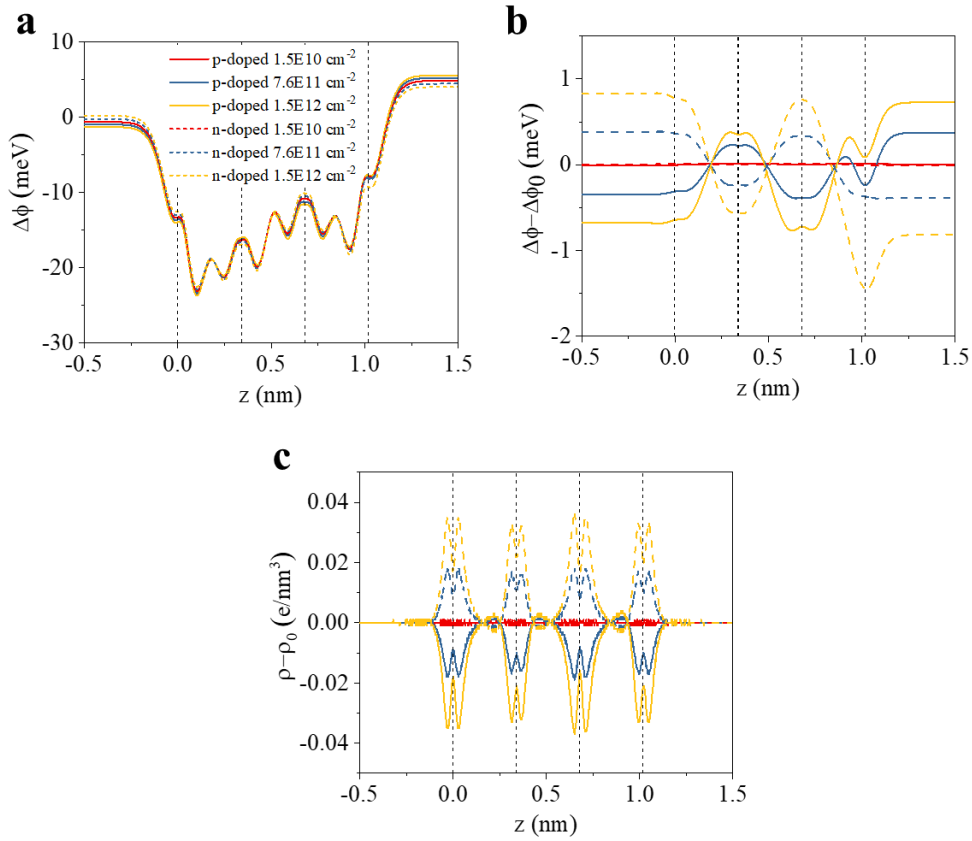 a
Δϕ (meV)
10
0
-10
-20
-30
p-doped 1.5E10 cm-2
p-doped 7.6E11 cm-2
p-doped 1.5E12 cm-2
n-doped 1.5E10 cm-2
n-doped 7.6E11 cm-2
n-doped 1.5E12 cm-2
-0.5 0.0 0.5 1.0 1.5
z (nm)
b
Δϕ−Δϕ0 (meV)
1
0
-1
-2
-0.5 0.0 0.5 1.0 1.5
z (nm)
c
ρ−ρ0 (e/nm3)
0.04
0.02
0.00
-0.02
-0.04
-0.5 0.0 0.5 1.0 1.5
z (nm)